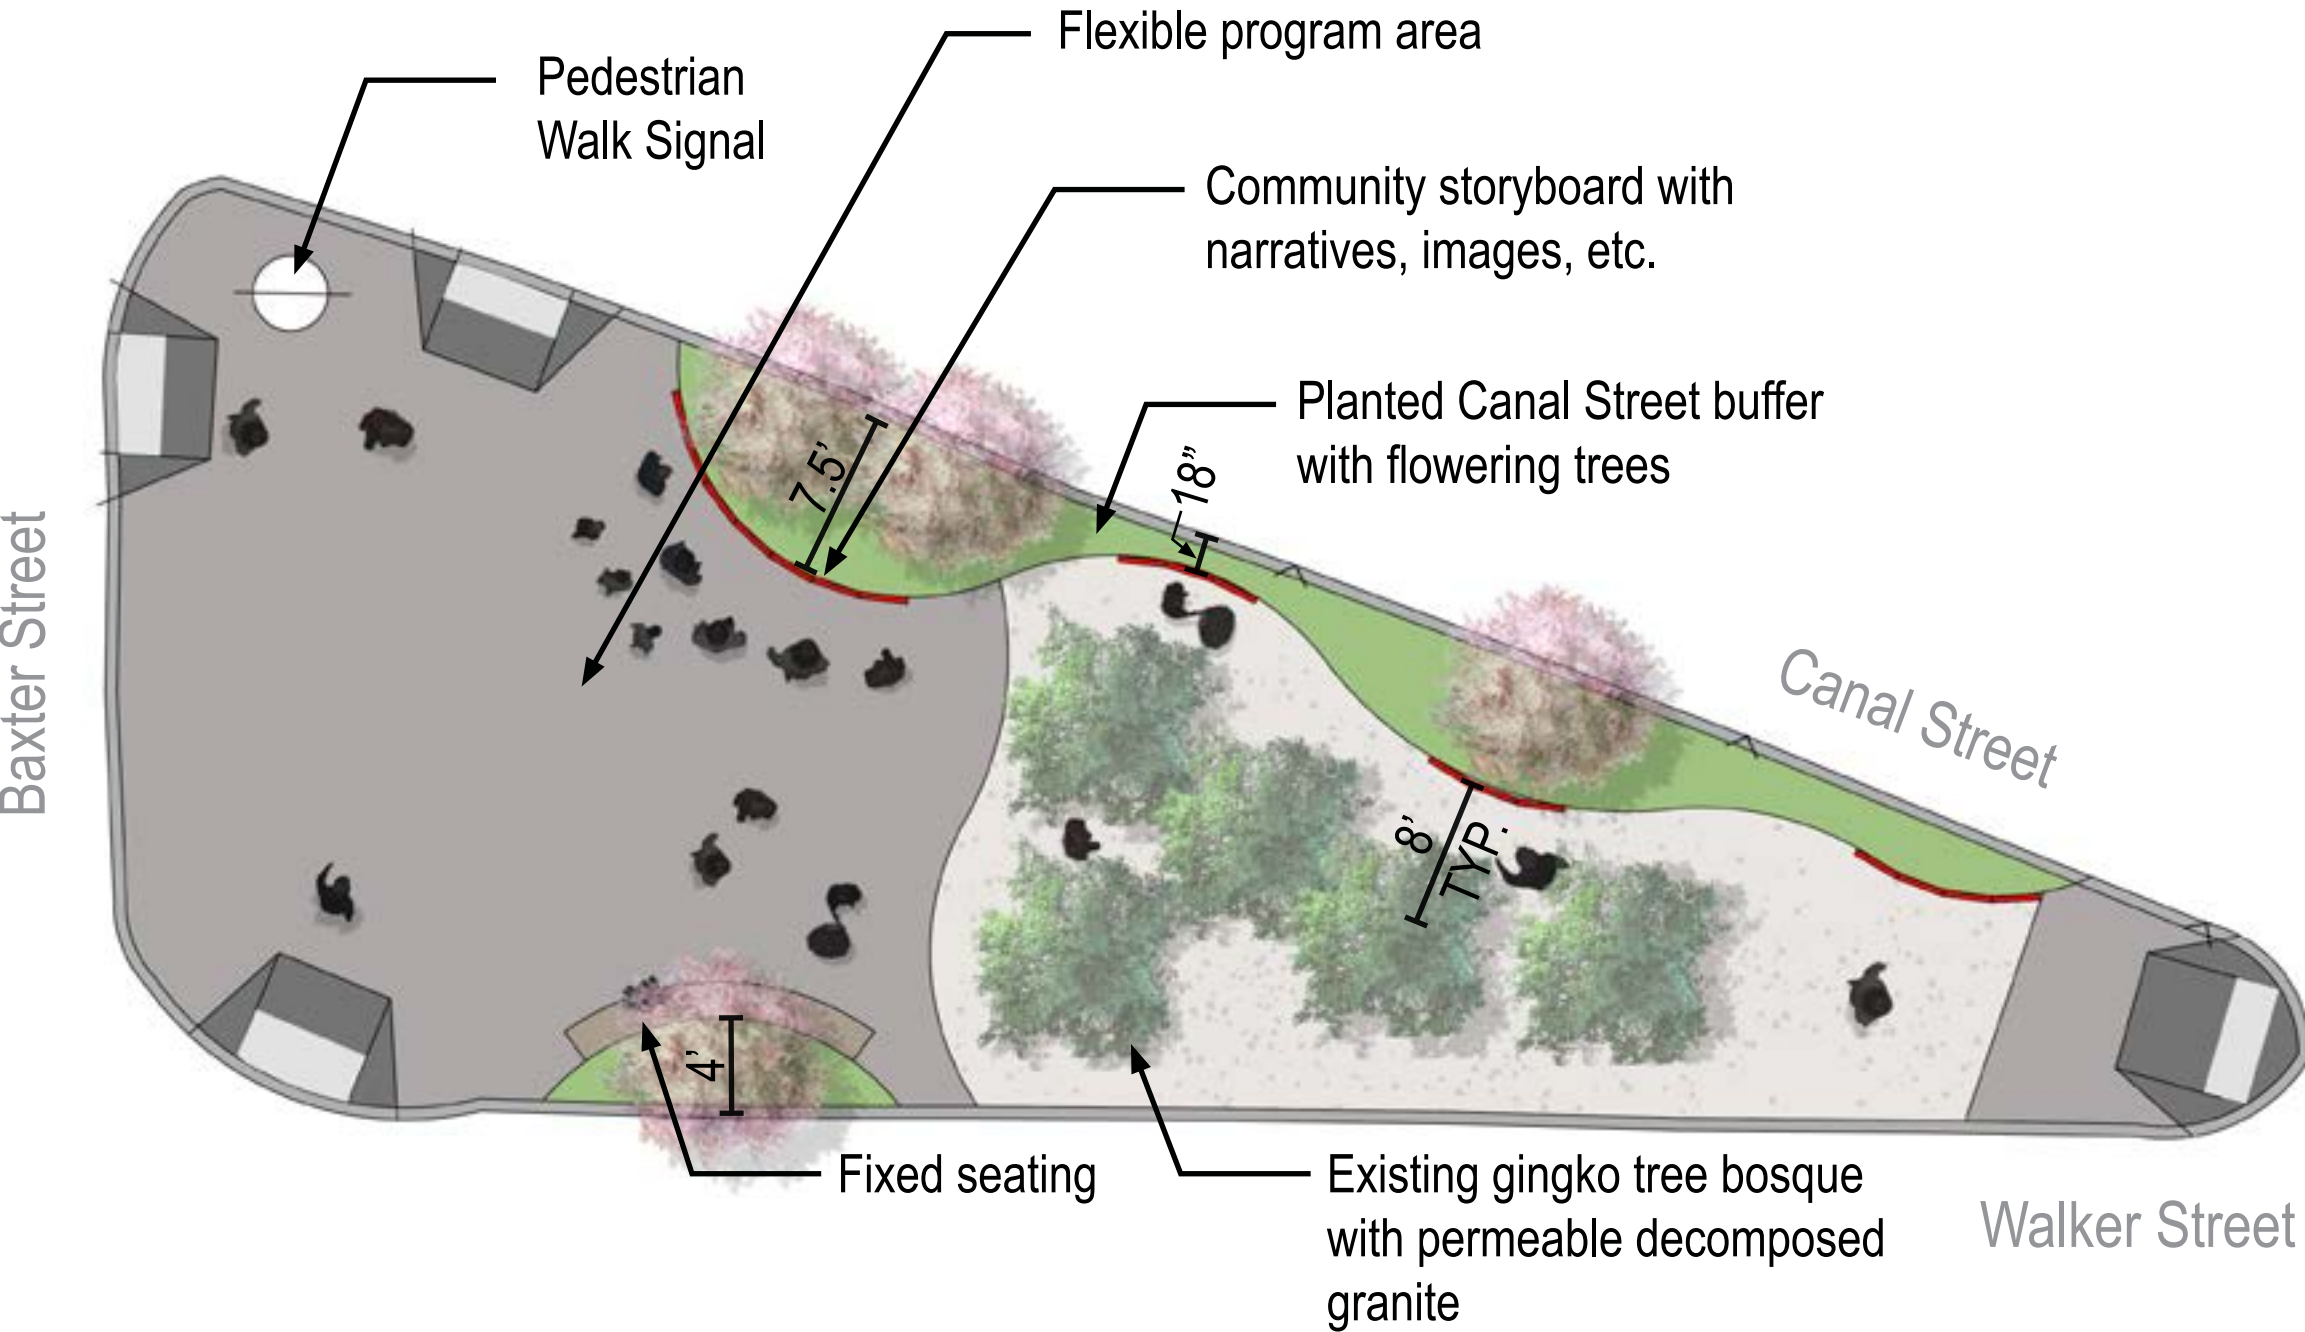 Flexible program area
Pedestrian
Walk Signal
Community storyboard with
narratives, images, etc.
Planted Canal Street buffer
with flowering trees
7.5’
18”
Baxter Street
Canal Street
8’
TYP.
4’
Fixed seating
Existing gingko tree bosque
with permeable decomposed
granite
Walker Street